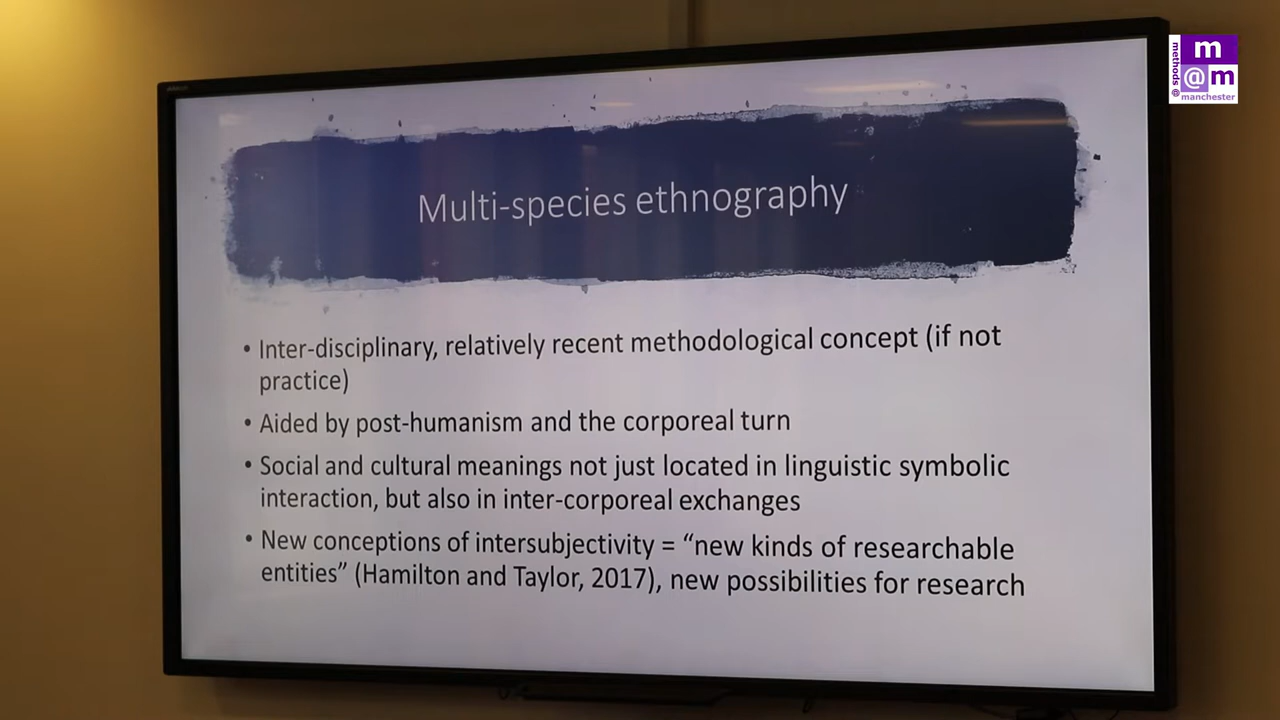 Multi-species ethnography
• Inter-disciplinary, relatively recent methodological concept (if not
practice)
• Aided by post-humanism and the corporeal turn
• Social and cultural meanings not just located in linguistic symbolic
interaction, but also in inter-corporeal exchanges
• New conceptions of intersubjectivity = “new kinds of researchable
entities” (Hamilton and Taylor, 2017), new possibilities for research
methods @
m
@m
manchester